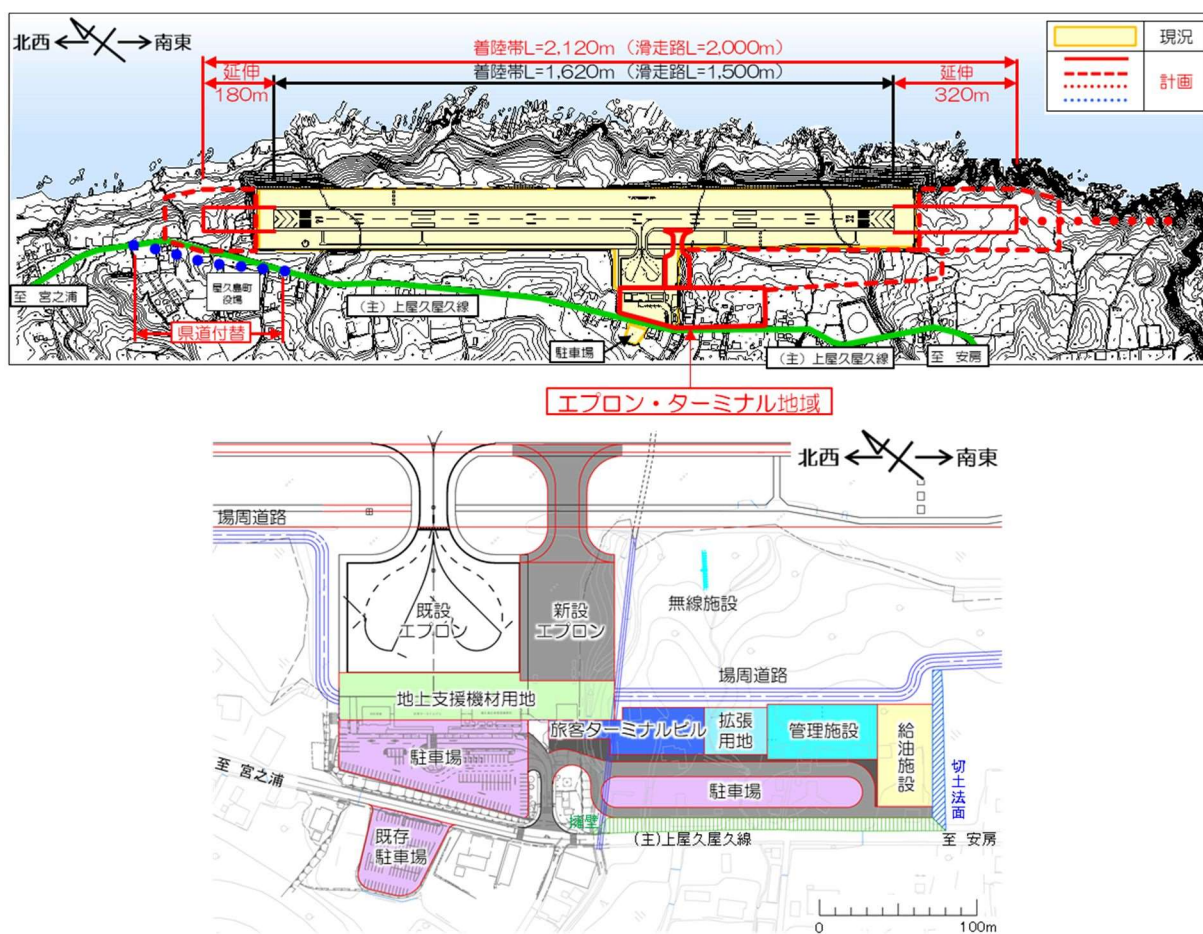 北西
南東
着陸帯L=2,120m（滑走路L=2,000m）
着陸帯L=1,620m（滑走路L=1,500m）
延伸
180m
延伸
320m
現況
計画
至 宮之浦
屋久島町
役場
県道付替
（主）上屋久屋久線
駐車場
（主）上屋久屋久線
至 安房
エプロン・ターミナル地域
北西
南東
場周道路
既設
エプロン
新設
エプロン
無線施設
場周道路
地上支援機材用地
旅客ターミナルビル
拡張
用地
管理施設
給油施設
切土法面
駐車場
駐車場
至 宮之浦
既存
駐車場
擁壁
（主）上屋久屋久線
至 安房
0
100m